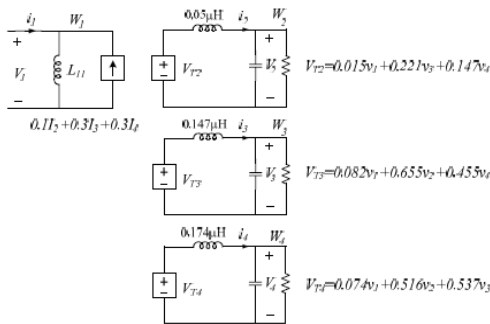 i1 W1
+
V1
L11
−
0.1I2+0.3I3+0.3I4
0.05μH i2 W2
+
−
VT2
+
V2
−
VT2=0.015v1+0.221v3+0.147v4
0.147μH i3 W3
+
−
VT3
+
V3
−
VT3=0.082v1+0.655v2+0.455v4
0.174μH i4 W4
+
−
VT4
+
V4
−
VT4=0.074v1+0.516v2+0.537v3